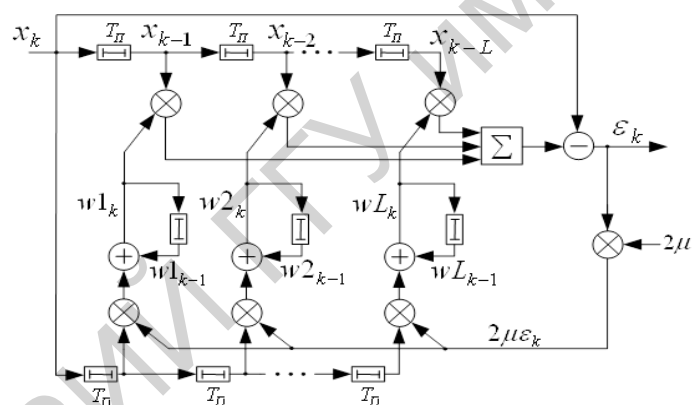 x_k T_П x_{k-1} T_П x_{k-2} ... T_П x_{k-L}
Σ − ε_k
w1_k w2_k wL_k
2μ
+ w1_{k-1} + w2_{k-1} + wL_{k-1}
2με_k
T_П T_П ... T_П